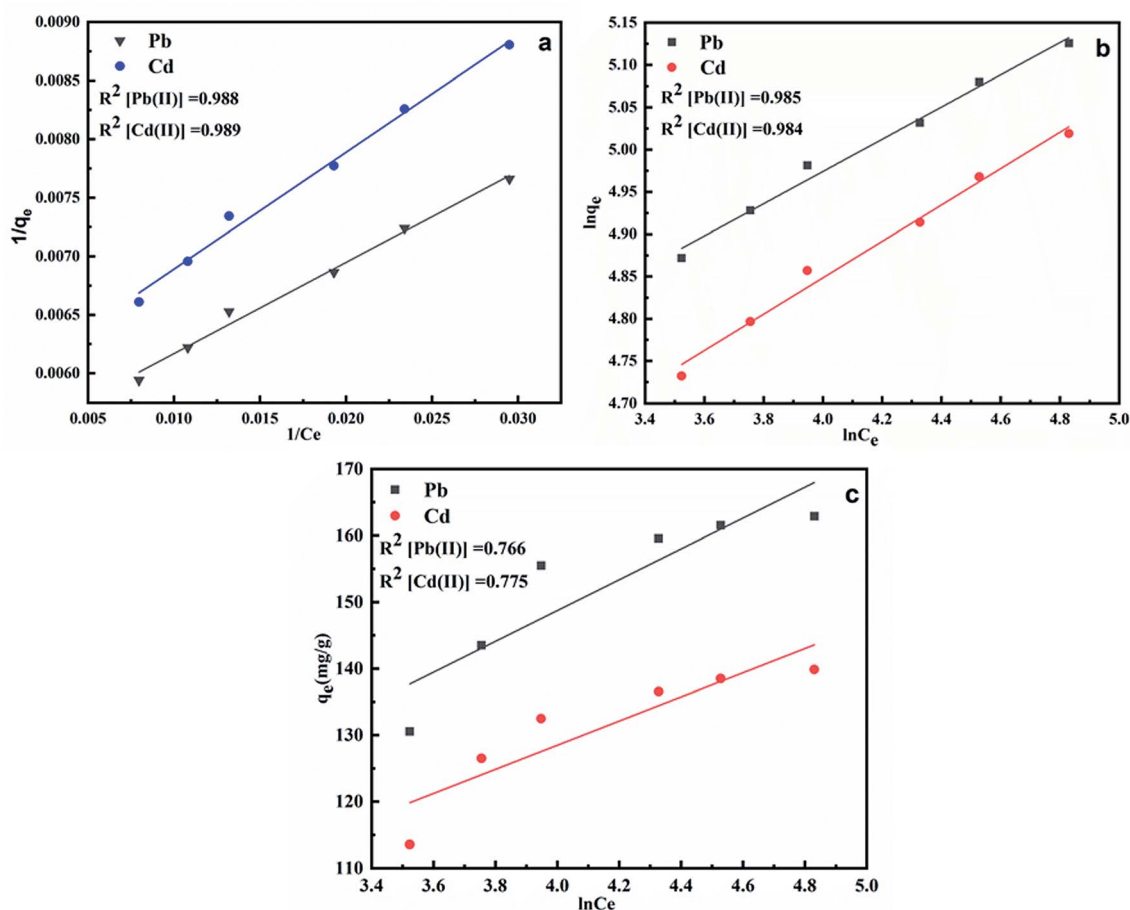 a
Pb
Cd
R² [Pb(II)] =0.988
R² [Cd(II)] =0.989
0.0090
0.0085
0.0080
0.0075
0.0070
0.0065
0.0060
1/qe
0.005 0.010 0.015 0.020 0.025 0.030
1/Ce
b
Pb
Cd
R² [Pb(II)] =0.985
R² [Cd(II)] =0.984
5.15
5.10
5.05
5.00
4.95
4.90
4.85
4.80
4.75
4.70
lnqe
3.4 3.6 3.8 4.0 4.2 4.4 4.6 4.8 5.0
lnCe
c
Pb
Cd
R² [Pb(II)] =0.766
R² [Cd(II)] =0.775
170
160
150
140
130
120
110
qe(mg/g)
3.4 3.6 3.8 4.0 4.2 4.4 4.6 4.8 5.0
lnCe